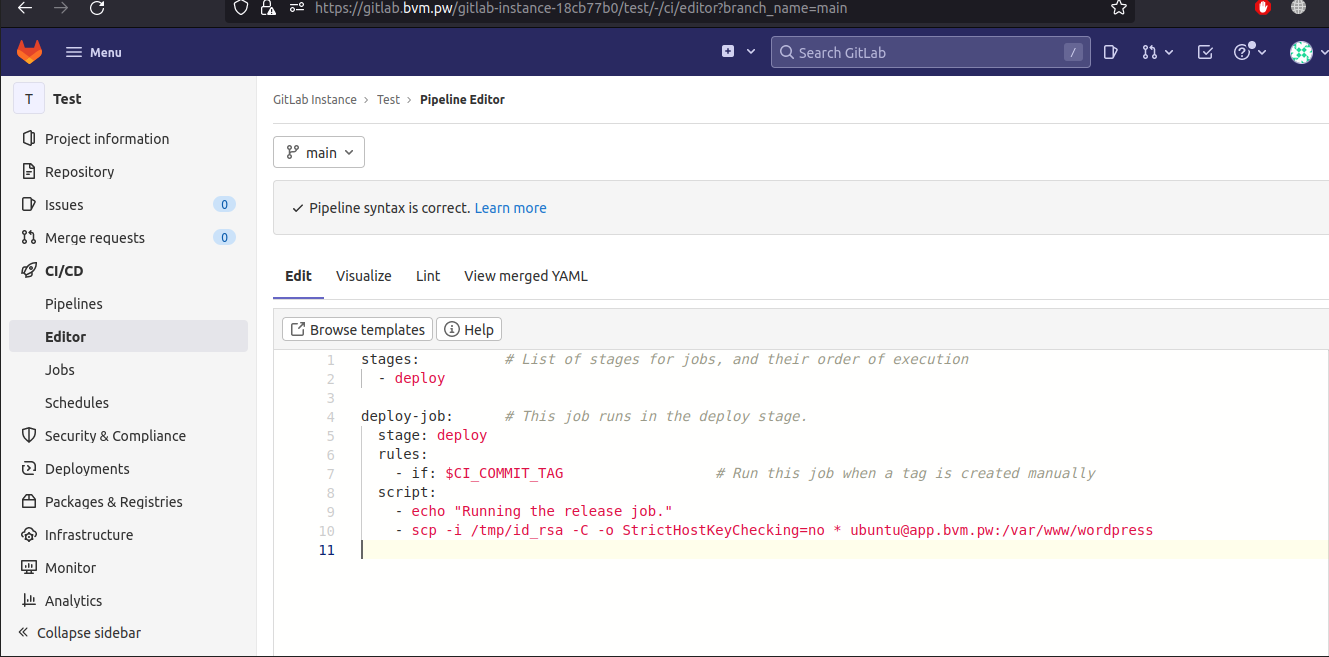 https://gitlab.bvm.pw/gitlab-instance-18cb77b0/test/-/ci/editor?branch_name=main
Menu
Search GitLab
/
T Test
Project information
Repository
Issues 0
Merge requests 0
CI/CD
Pipelines
Editor
Jobs
Schedules
Security & Compliance
Deployments
Packages & Registries
Infrastructure
Monitor
Analytics
Collapse sidebar
GitLab Instance › Test › Pipeline Editor
main
Pipeline syntax is correct. Learn more
Edit Visualize Lint View merged YAML
Browse templates Help
1 stages: # List of stages for jobs, and their order of execution
2 - deploy
3
4 deploy-job: # This job runs in the deploy stage.
5 stage: deploy
6 rules:
7 - if: $CI_COMMIT_TAG # Run this job when a tag is created manually
8 script:
9 - echo "Running the release job."
10 - scp -i /tmp/id_rsa -C -o StrictHostKeyChecking=no * ubuntu@app.bvm.pw:/var/www/wordpress
11